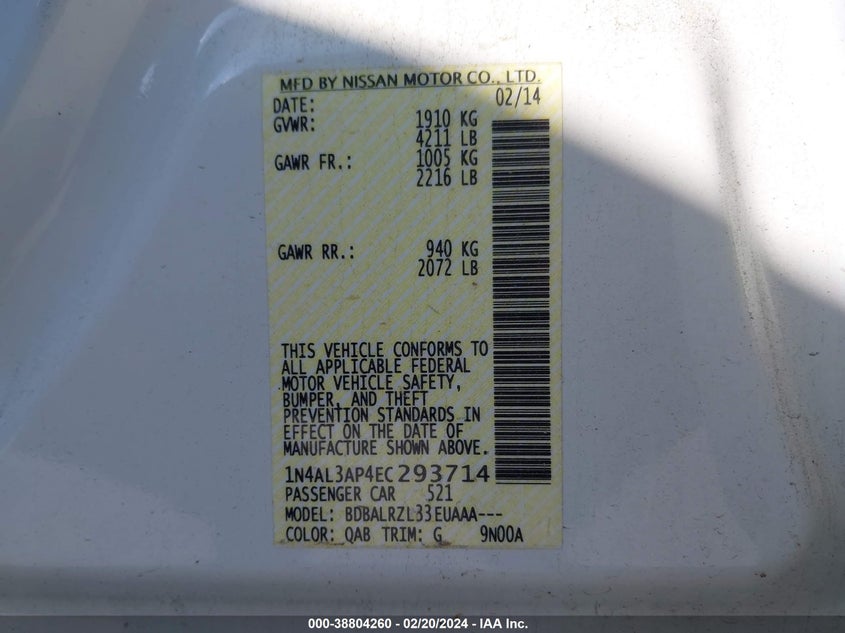 MFD BY NISSAN MOTOR CO., LTD.
DATE: 02/14
GVWR: 1910 KG
4211 LB
GAWR FR.: 1005 KG
2216 LB
GAWR RR.: 940 KG
2072 LB
THIS VEHICLE CONFORMS TO
ALL APPLICABLE FEDERAL
MOTOR VEHICLE SAFETY,
BUMPER, AND THEFT
PREVENTION STANDARDS IN
EFFECT ON THE DATE OF
MANUFACTURE SHOWN ABOVE.
1N4AL3AP4EC293714
PASSENGER CAR 521
MODEL: BDBALRZL33EUAAA---
COLOR: QAB TRIM: G 9N00A
000-38804260 - 02/20/2024 - IAA Inc.